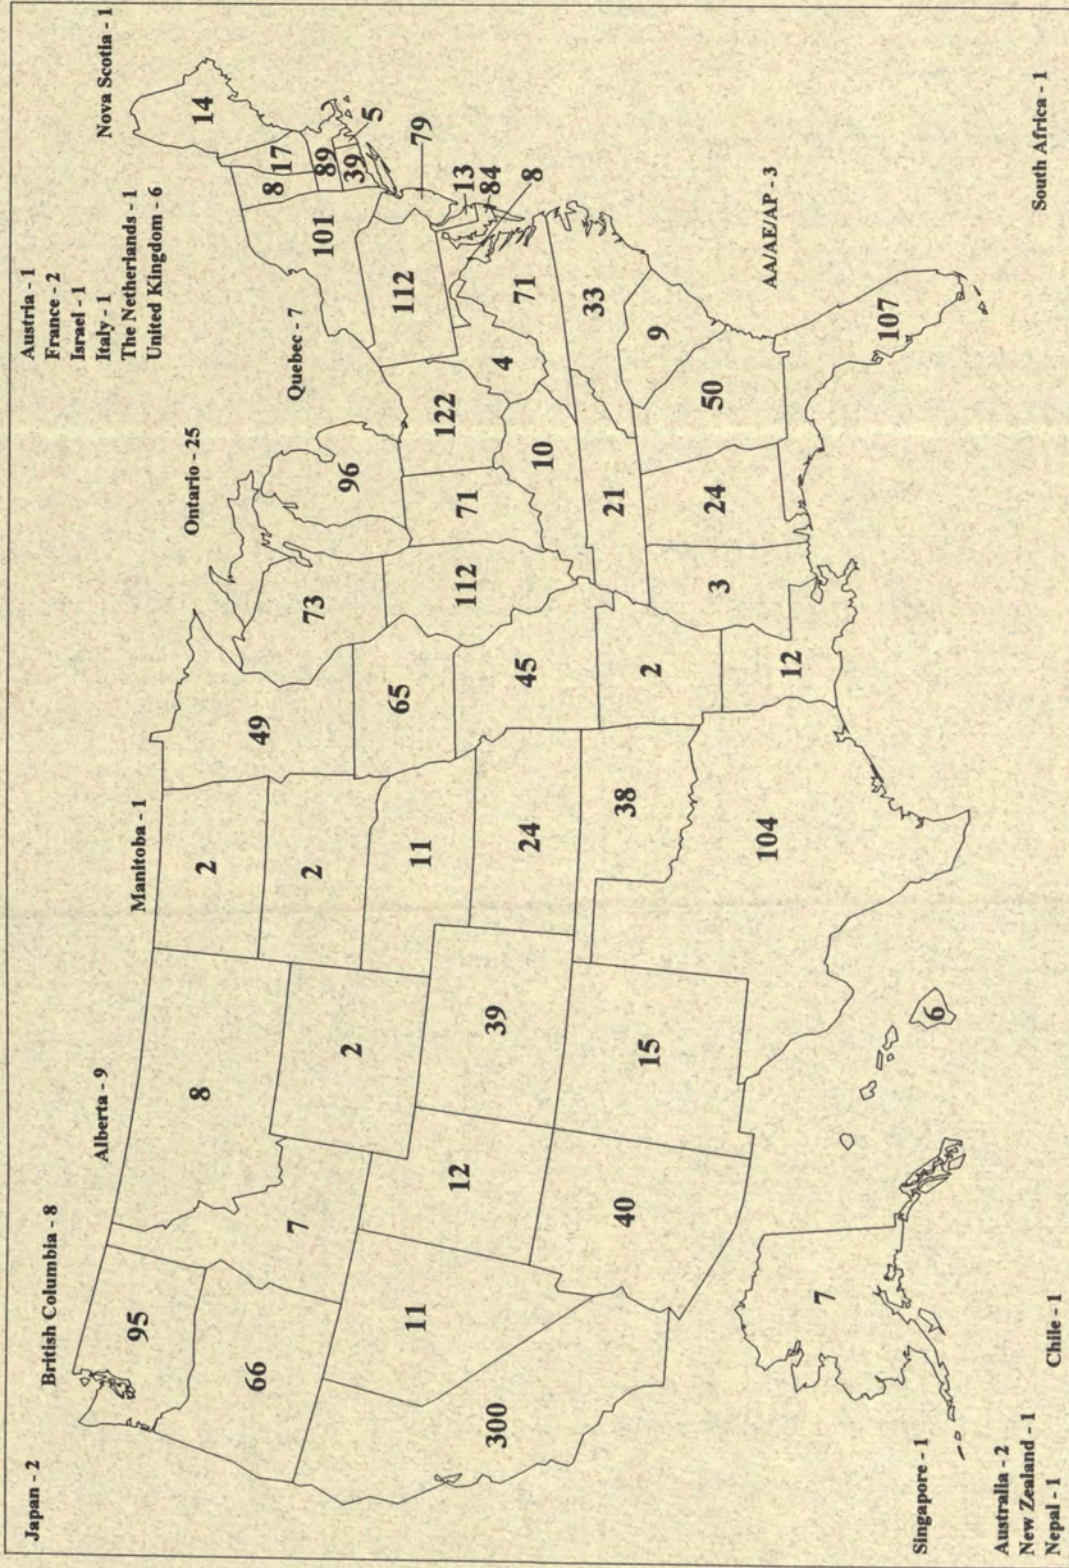 Japan - 2
British Columbia - 8
Alberta - 9
Manitoba - 1
Ontario - 25
Quebec - 7
Austria - 1
France - 2
Israel - 1
Italy - 1
The Netherlands - 1
United Kingdom - 6
Nova Scotia - 1
95
66
300
7
11
8
2
12
40
39
15
2
2
11
24
38
104
49
65
45
2
12
73
112
3
96
71
122
10
21
24
50
4
9
33
71
112
101
8
17
14
89
39
5
79
13
84
8
107
7
6
AA/AE/AP - 3
South Africa - 1
Singapore - 1
Australia - 2
New Zealand - 1
Nepal - 1
Chile - 1